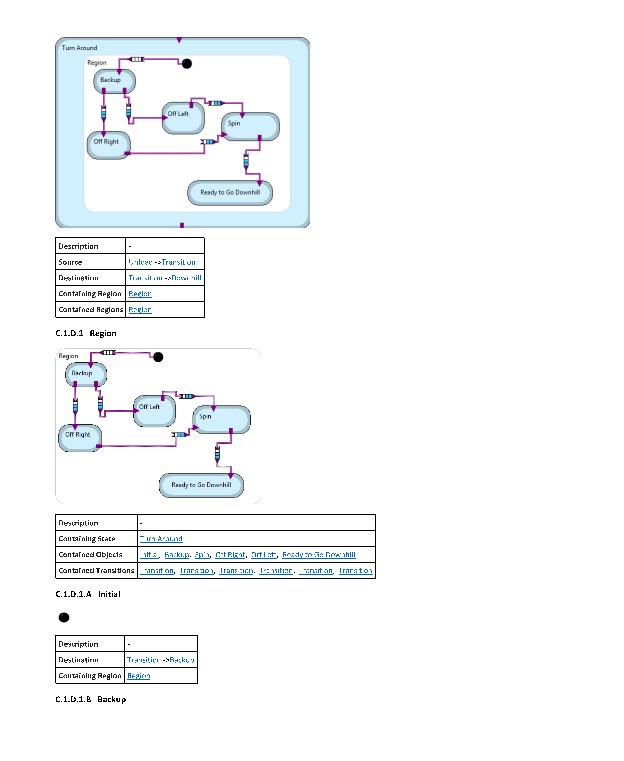 Turn Around
Region
Backup
Off Left
Spin
Off Right
Ready to Go Downhill
Description -
Source Unload ->Transition
Destination Transition ->Downhill
Containing Region Region
Contained Regions Region
C.1.D.1 Region
Region
Backup
Off Left
Spin
Off Right
Ready to Go Downhill
Description -
Containing State Turn Around
Contained Objects Initial, Backup, Spin, Off Right, Off Left, Ready to Go Downhill
Contained Transitions Transition, Transition, Transition, Transition, Transition, Transition
C.1.D.1.A Initial
Description -
Destination Transition ->Backup
Containing Region Region
C.1.D.1.B Backup